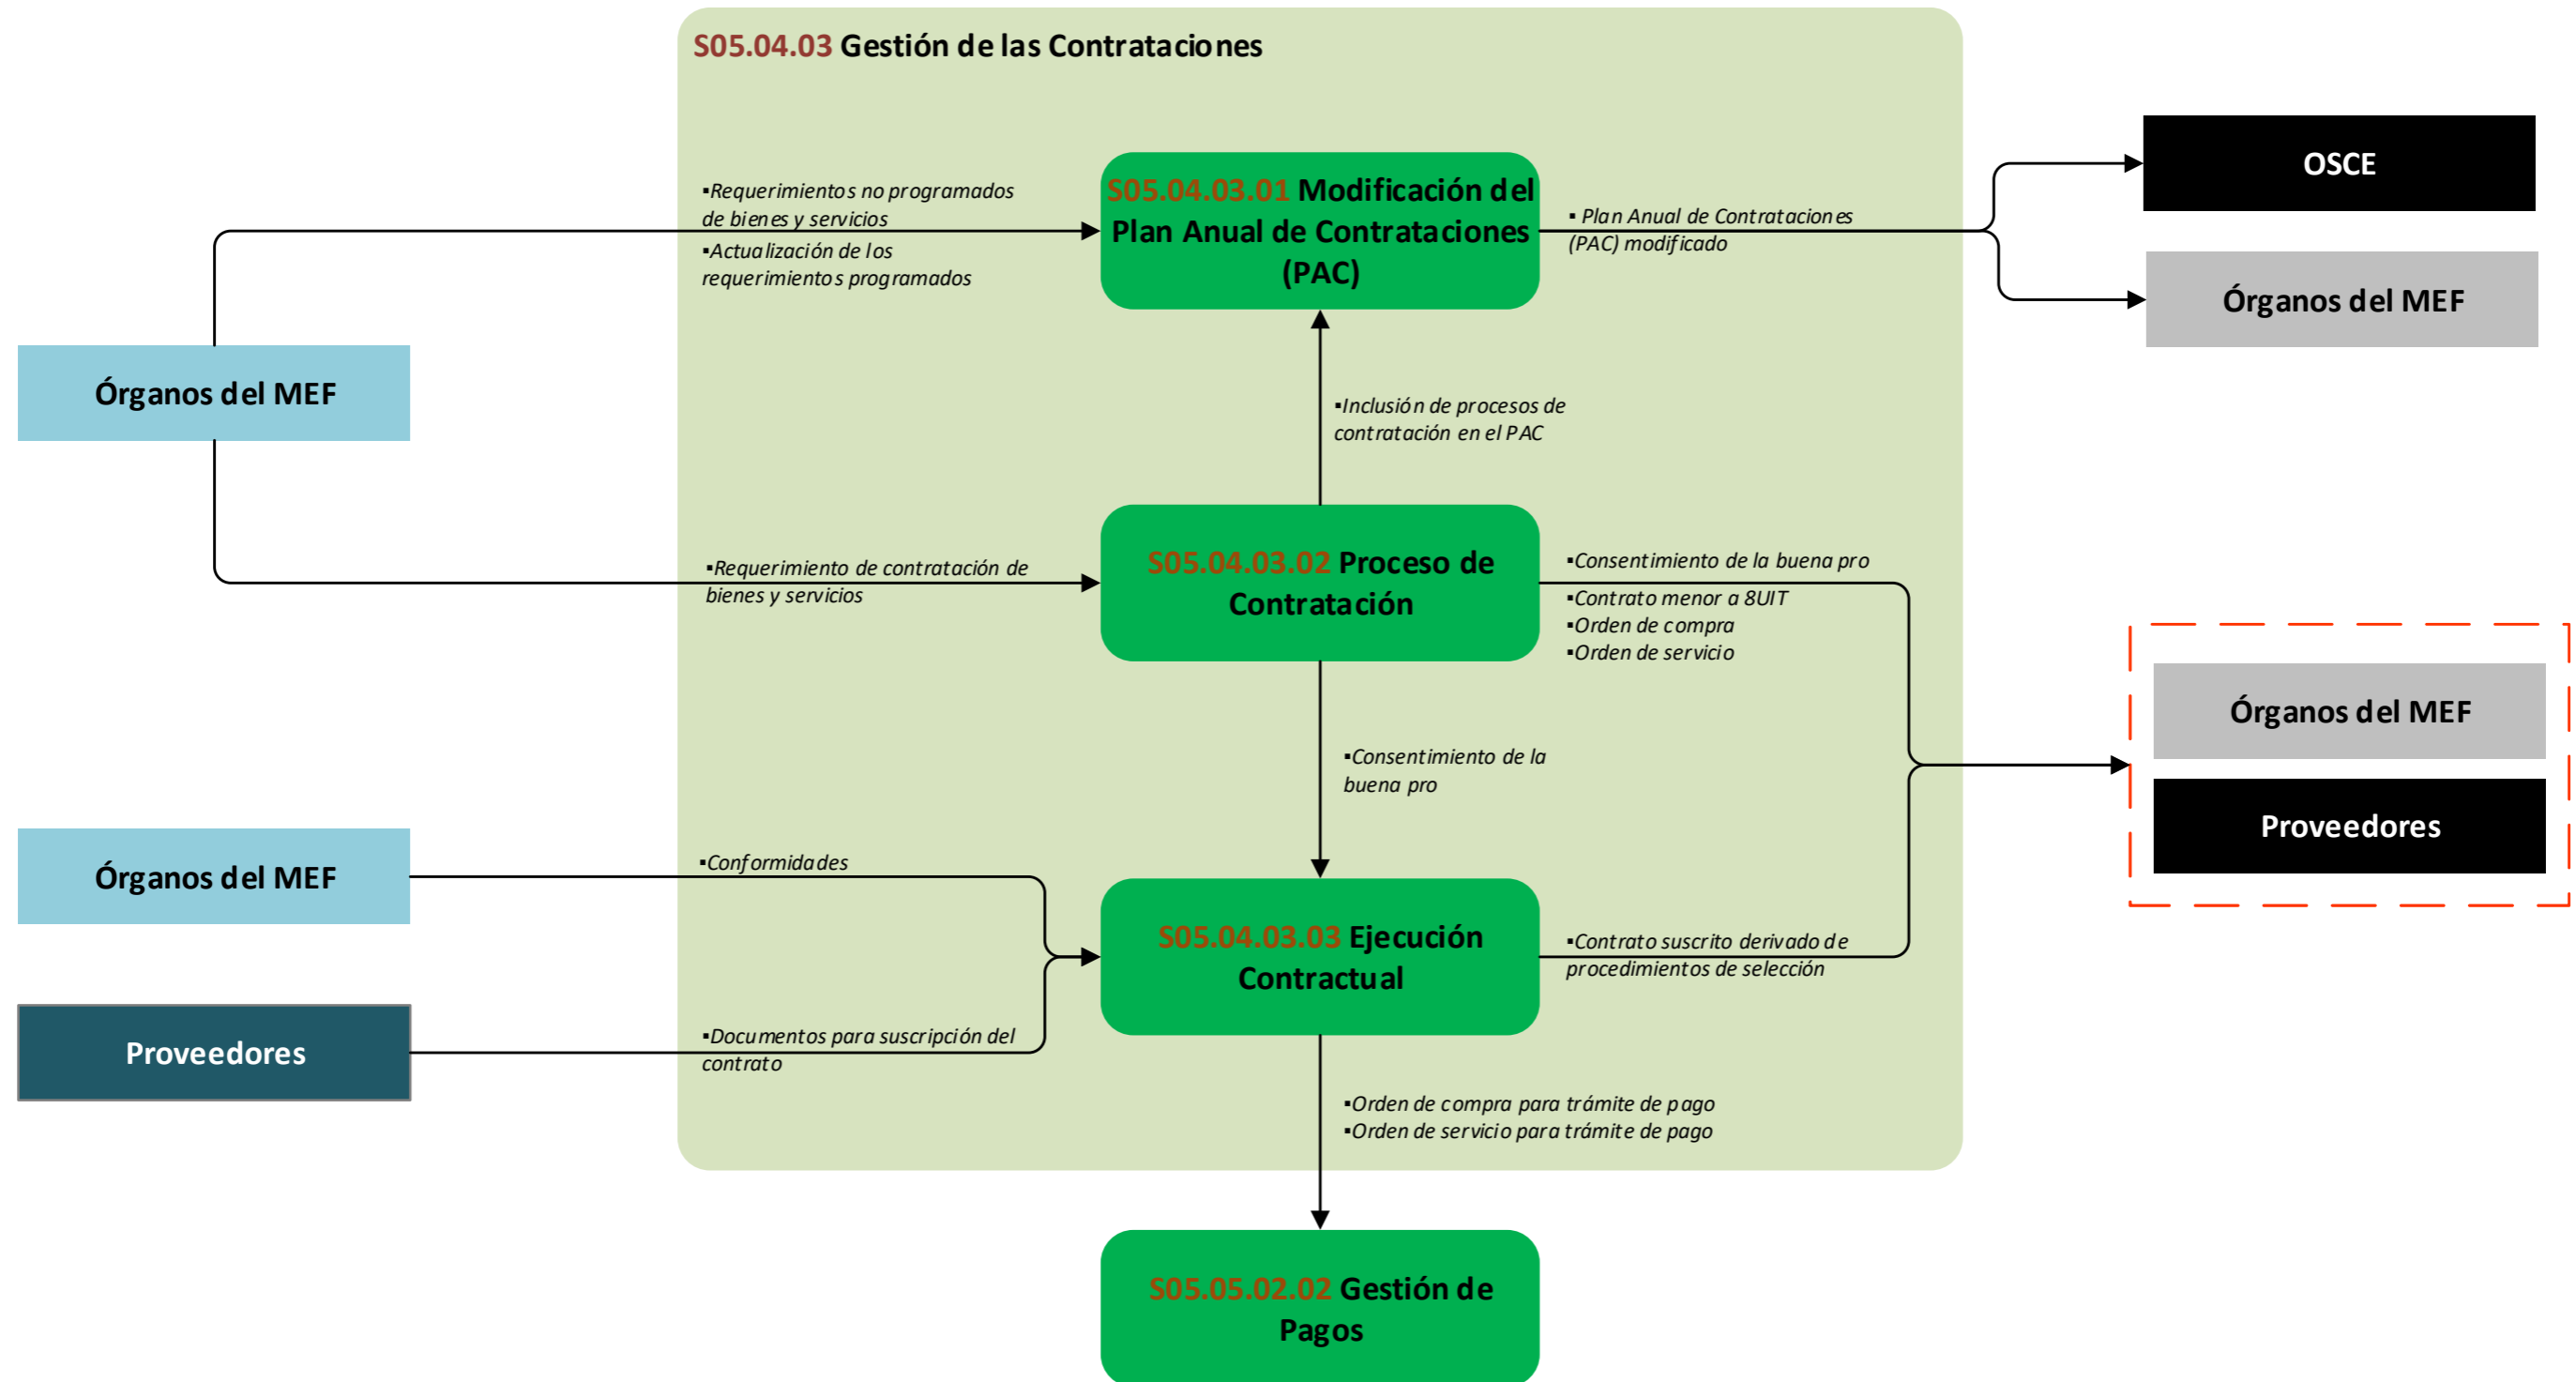 S05.04.03 Gestión de las Contrataciones
▪Requerimientos no programados
de bienes y servicios
▪Actualización de los
requerimientos programados
S05.04.03.01 Modificación del
Plan Anual de Contrataciones
(PAC)
▪ Plan Anual de Contrataciones
(PAC) modificado
OSCE
Órganos del MEF
Órganos del MEF
▪Inclusión de procesos de
contratación en el PAC
▪Requerimiento de contratación de
bienes y servicios
S05.04.03.02 Proceso de
Contratación
▪Consentimiento de la buena pro
▪Contrato menor a 8UIT
▪Orden de compra
▪Orden de servicio
Órganos del MEF
Proveedores
▪Consentimiento de la
buena pro
Órganos del MEF
▪Conformidades
Proveedores
▪Documentos para suscripción del
contrato
S05.04.03.03 Ejecución
Contractual
▪Contrato suscrito derivado de
procedimientos de selección
▪Orden de compra para trámite de pago
▪Orden de servicio para trámite de pago
S05.05.02.02 Gestión de
Pagos